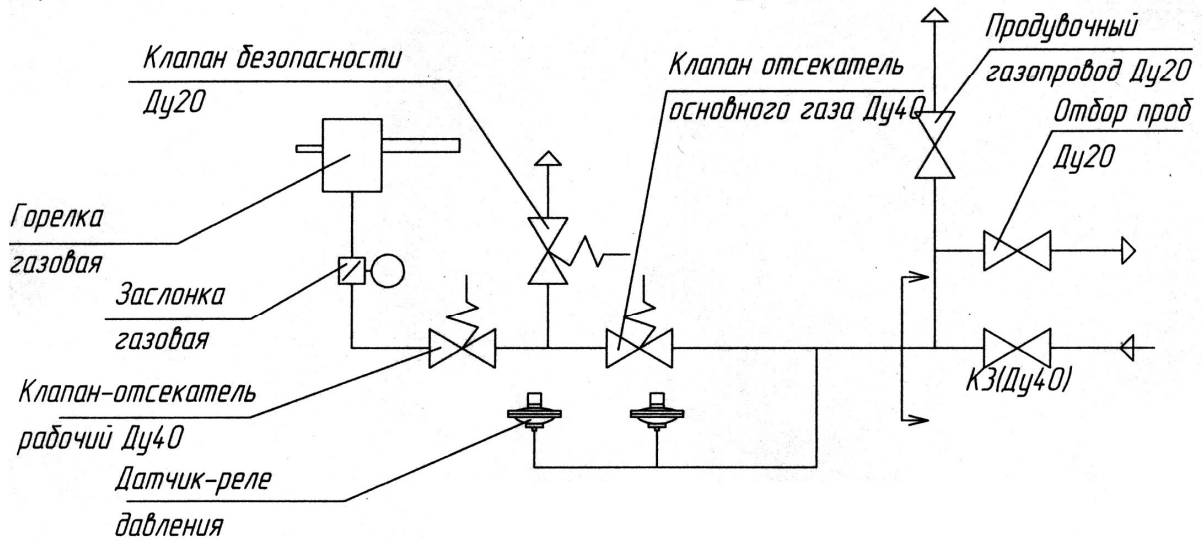 Клапан безопасности
Ду20
Клапан отсекатель
основного газа Ду40
Продувочный
газопровод Ду20
Отбор проб
Ду20
Горелка
газовая
Заслонка
газовая
КЗ(Ду40)
Клапан-отсекатель
рабочий Ду40
Датчик-реле
давления